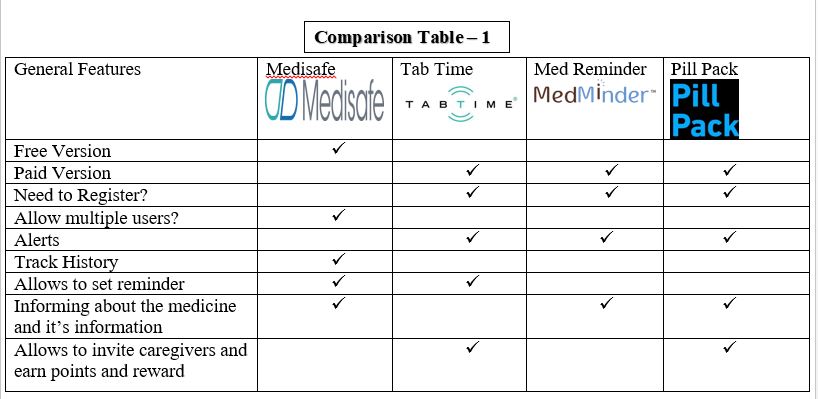 Comparison Table – 1
General Features Medisafe Tab Time Med Reminder Pill Pack
Medisafe TABTIME® MedMinder™ Pill
Pack
Free Version ✓
Paid Version ✓ ✓ ✓
Need to Register? ✓ ✓ ✓
Allow multiple users? ✓
Alerts ✓ ✓ ✓
Track History ✓
Allows to set reminder ✓ ✓
Informing about the medicine ✓ ✓ ✓
and it’s information
Allows to invite caregivers and ✓ ✓
earn points and reward